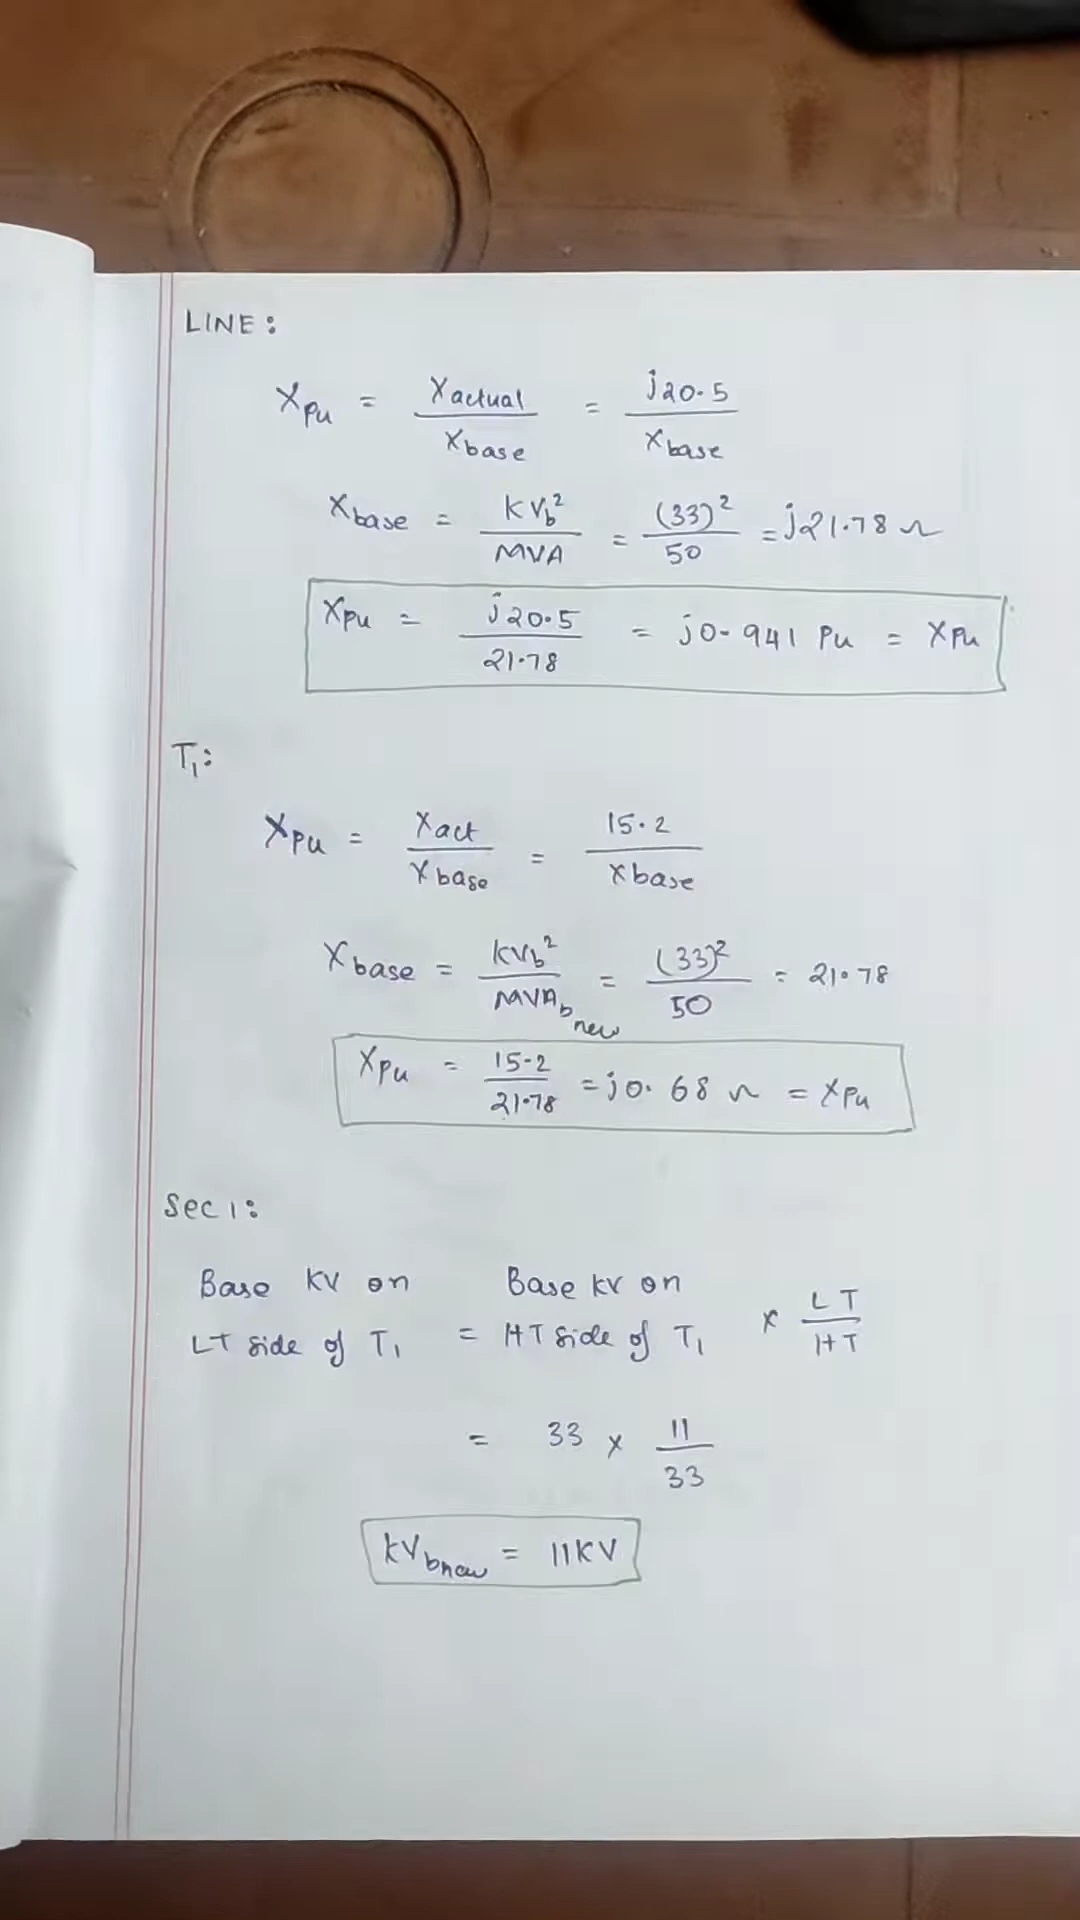 LINE:
Xpu = Xactual / Xbase = j20.5 / Xbase
Xbase = KVb² / MVA = (33)² / 50 = j21.78 Ω
Xpu = j20.5 / 21.78 = j0.941 Pu = Xpu
T1:
Xpu = Xact / Xbase = 15.2 / Xbase
Xbase = KVb² / MVAb new = (33)² / 50 = 21.78
Xpu = 15.2 / 21.78 = j0.68 Ω = Xpu
Sec 1:
Base KV on LT side of T1 = Base KV on HT side of T1 x LT / HT
= 33 x 11 / 33
KVbnew = 11KV